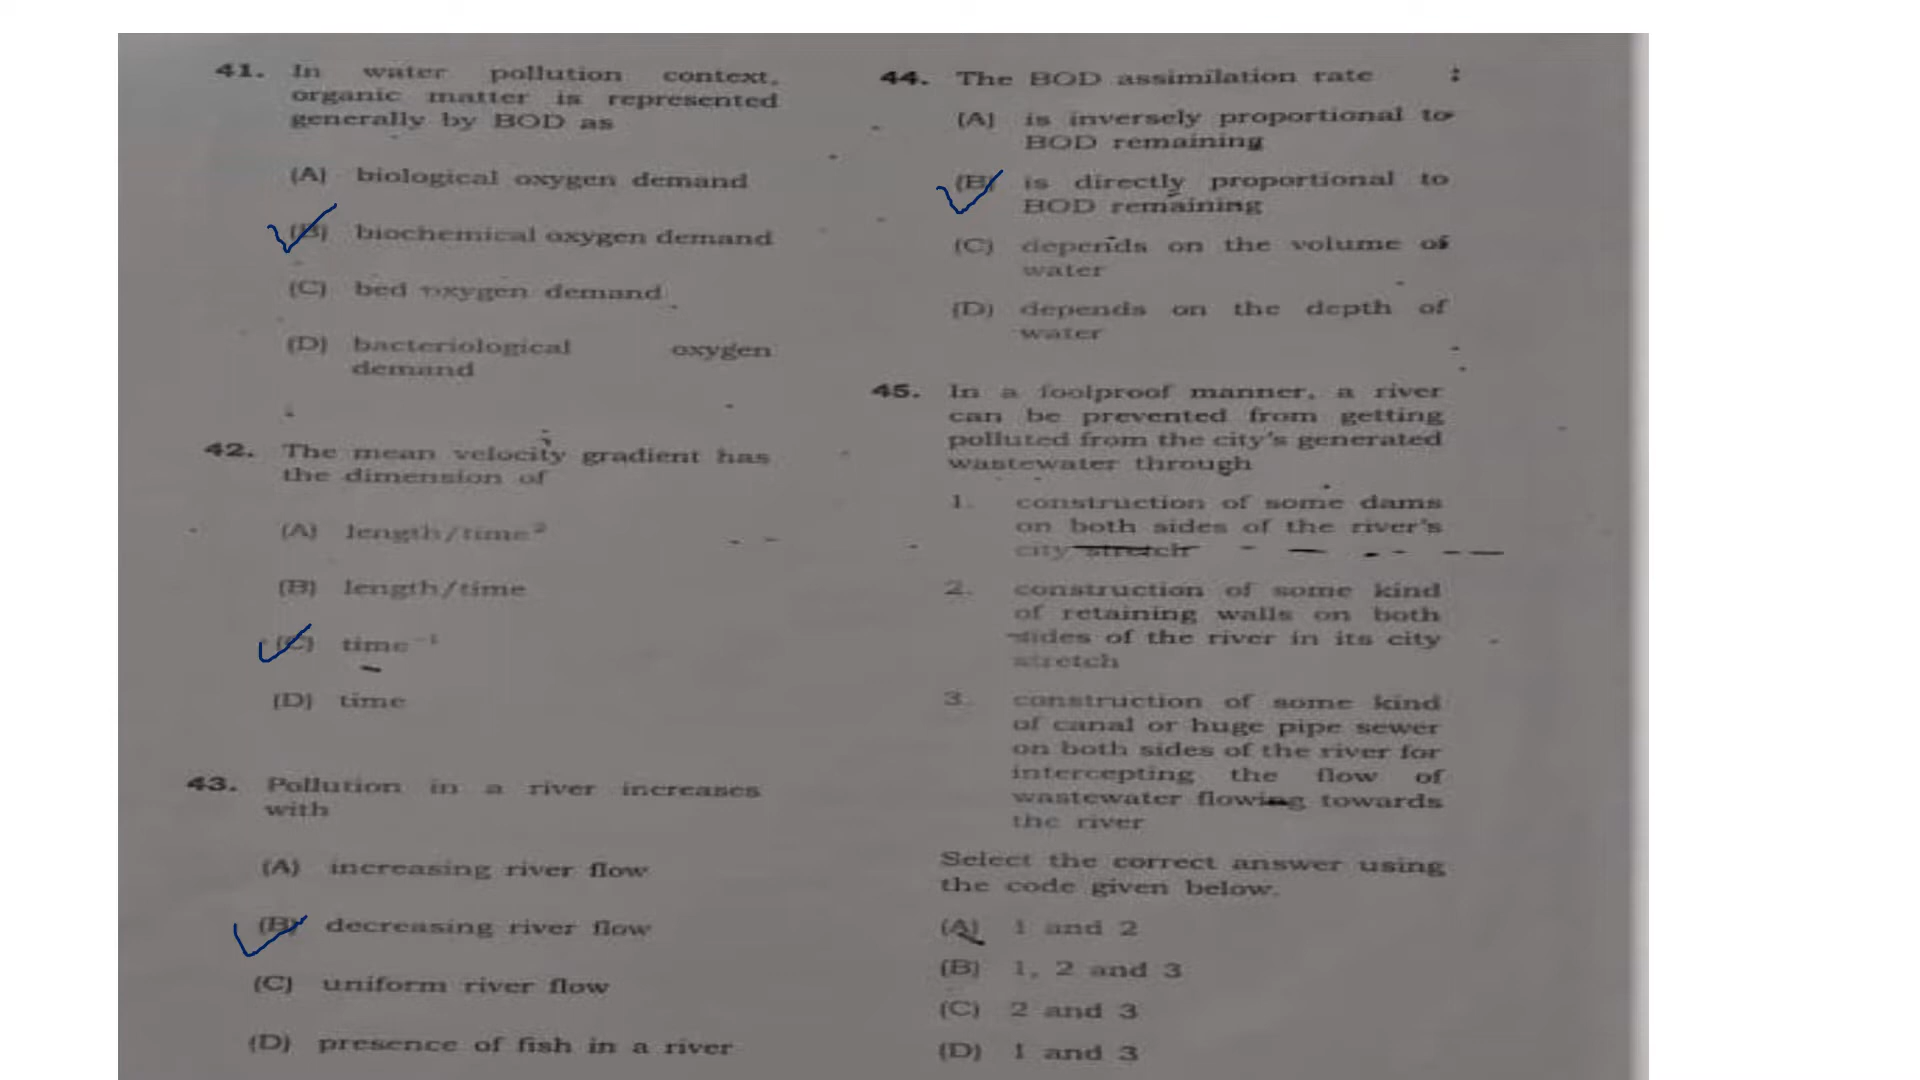 41. In water pollution context,
organic matter is represented
generally by BOD as
(A) biological oxygen demand
(B) biochemical oxygen demand
(C) bed oxygen demand
(D) bacteriological oxygen
demand
42. The mean velocity gradient has
the dimension of
(A) length/time²
(B) length/time
(C) time⁻¹
(D) time
43. Pollution in a river increases
with
(A) increasing river flow
(B) decreasing river flow
(C) uniform river flow
(D) presence of fish in a river
44. The BOD assimilation rate :
(A) is inversely proportional to
BOD remaining
(B) is directly proportional to
BOD remaining
(C) depends on the volume of
water
(D) depends on the depth of
water
45. In a foolproof manner, a river
can be prevented from getting
polluted from the city's generated
wastewater through
1. construction of some dams
on both sides of the river's
city stretch
2. construction of some kind
of retaining walls on both
sides of the river in its city
stretch
3. construction of some kind
of canal or huge pipe sewer
on both sides of the river for
intercepting the flow of
wastewater flowing towards
the river
Select the correct answer using
the code given below.
(A) 1 and 2
(B) 1, 2 and 3
(C) 2 and 3
(D) 1 and 3